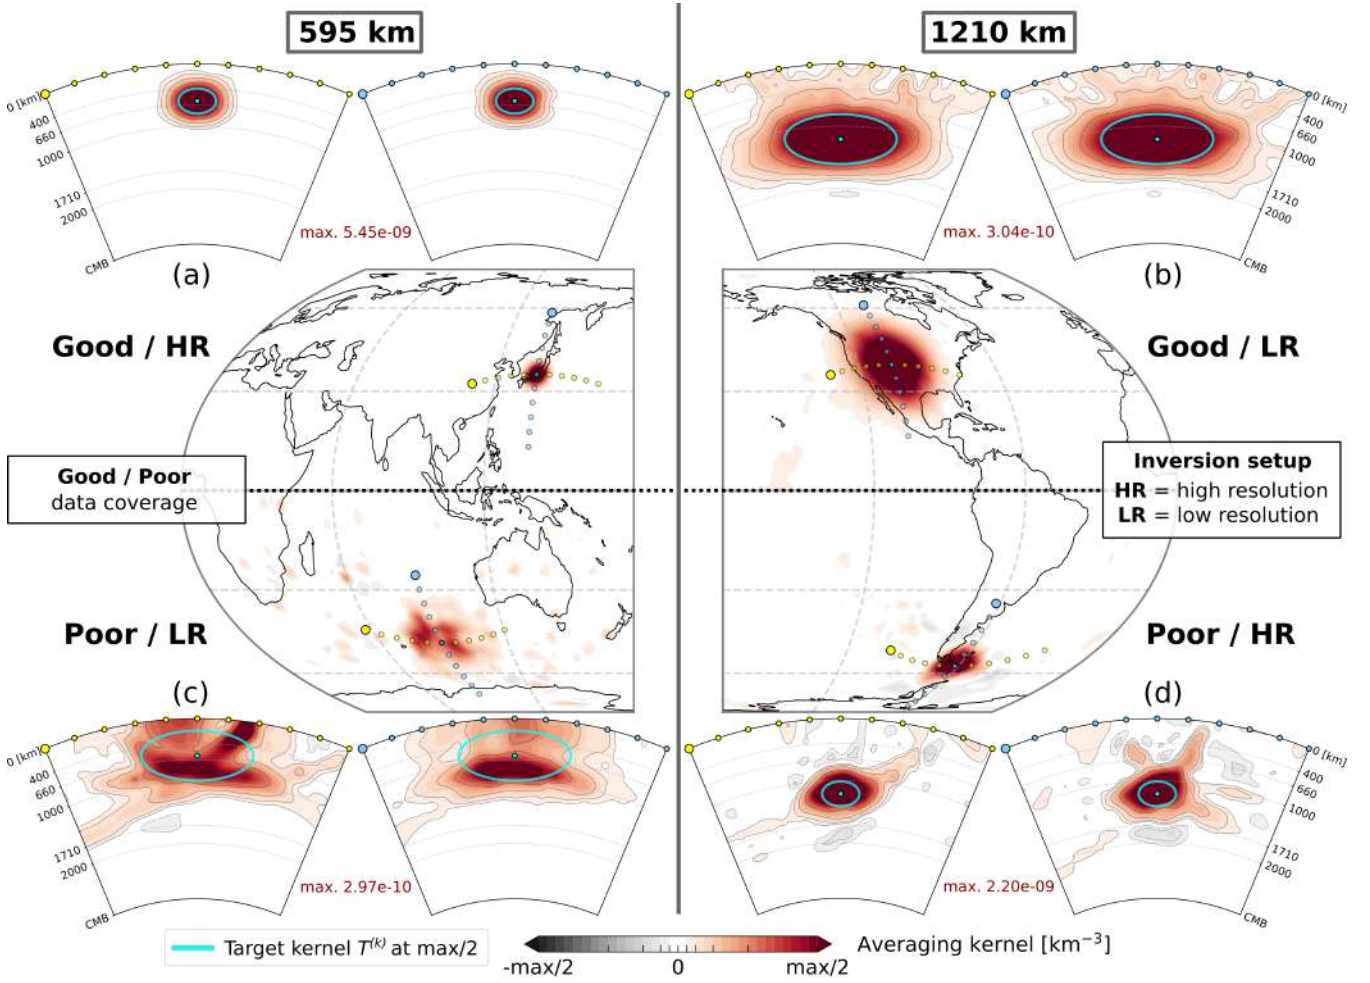 595 km
1210 km
0 [km]
400
660
1000
1710
2000
CMB
max. 5.45e-09
(a)
0 [km]
400
660
1000
1710
2000
CMB
max. 3.04e-10
(b)
Good / HR
Good / LR
Good / Poor
data coverage
Inversion setup
HR = high resolution
LR = low resolution
Poor / LR
Poor / HR
(c)
(d)
0 [km]
400
660
1000
1710
2000
CMB
max. 2.97e-10
0 [km]
400
660
1000
1710
2000
CMB
max. 2.20e-09
Target kernel T⁽ᵏ⁾ at max/2
Averaging kernel [km⁻³]
-max/2
0
max/2